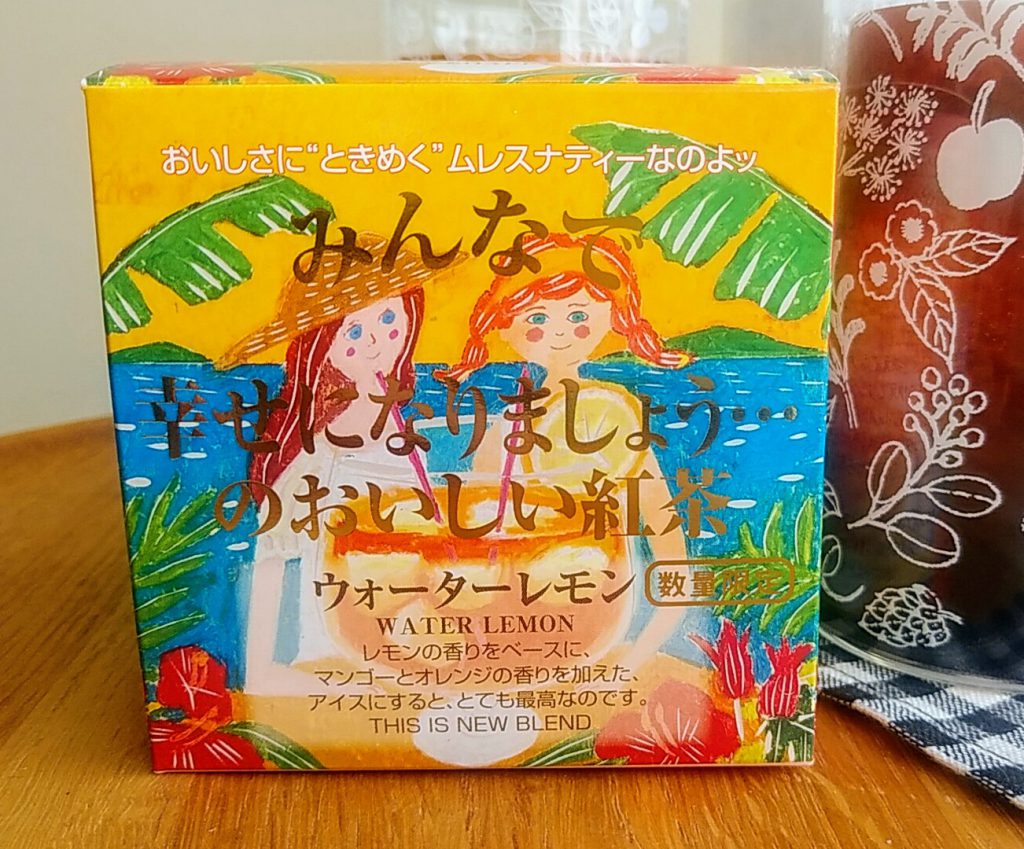 おいしさに“ときめく”ムレスナティーなのよッ
みんなで
幸せになりましょう…
のおいしい紅茶
ウォーターレモン 数量限定
WATER LEMON
レモンの香りをベースに、
マンゴーとオレンジの香りを加えた、
アイスにすると、とても最高なのです。
THIS IS NEW BLEND